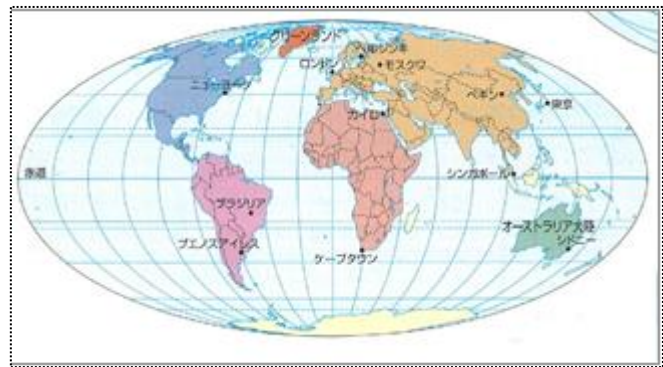 グリーンランド
ヘルシンキ
ロンドン
モスクワ
ニューヨーク
ペキン
東京
カイロ
赤道
シンガポール
ブラジリア
オーストラリア大陸
シドニー
ブエノスアイレス
ケープタウン